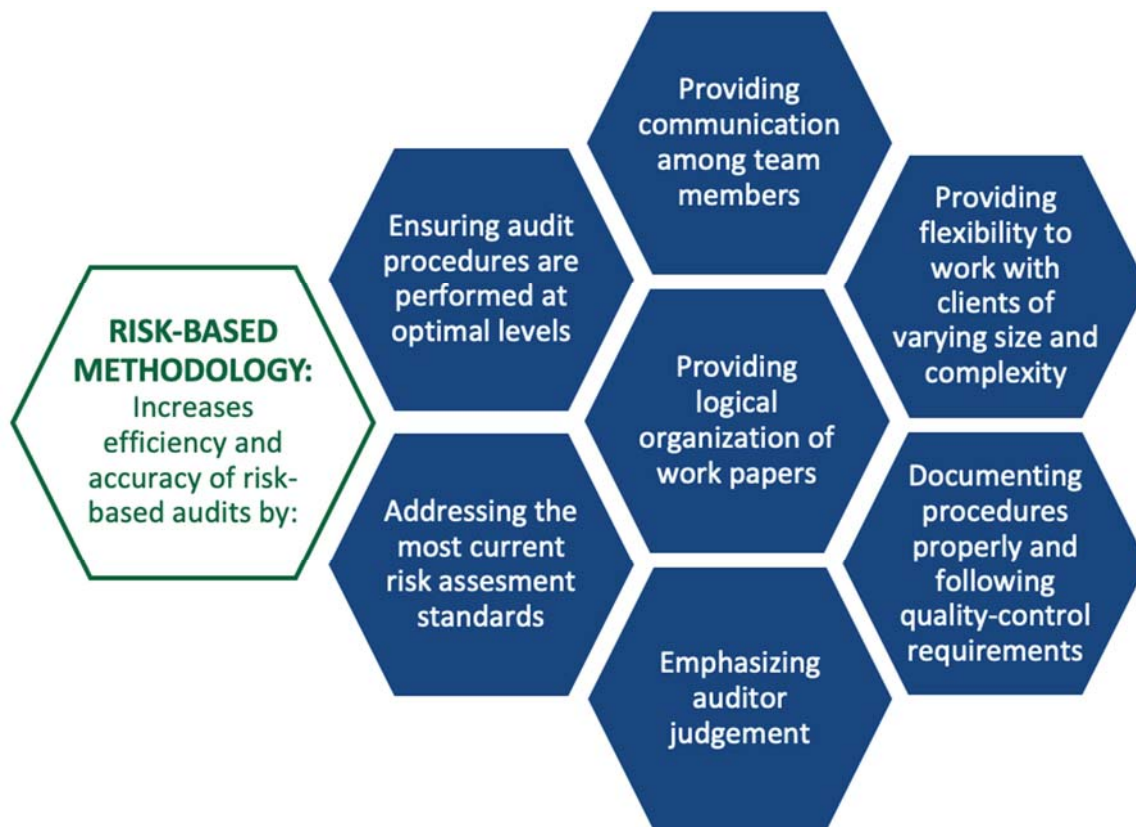 RISK-BASED
METHODOLOGY:
Increases
efficiency and
accuracy of risk-
based audits by:
Ensuring audit
procedures are
performed at
optimal levels
Addressing the
most current
risk assesment
standards
Providing
communication
among team
members
Providing
logical
organization of
work papers
Emphasizing
auditor
judgement
Providing
flexibility to
work with
clients of
varying size and
complexity
Documenting
procedures
properly and
following
quality-control
requirements